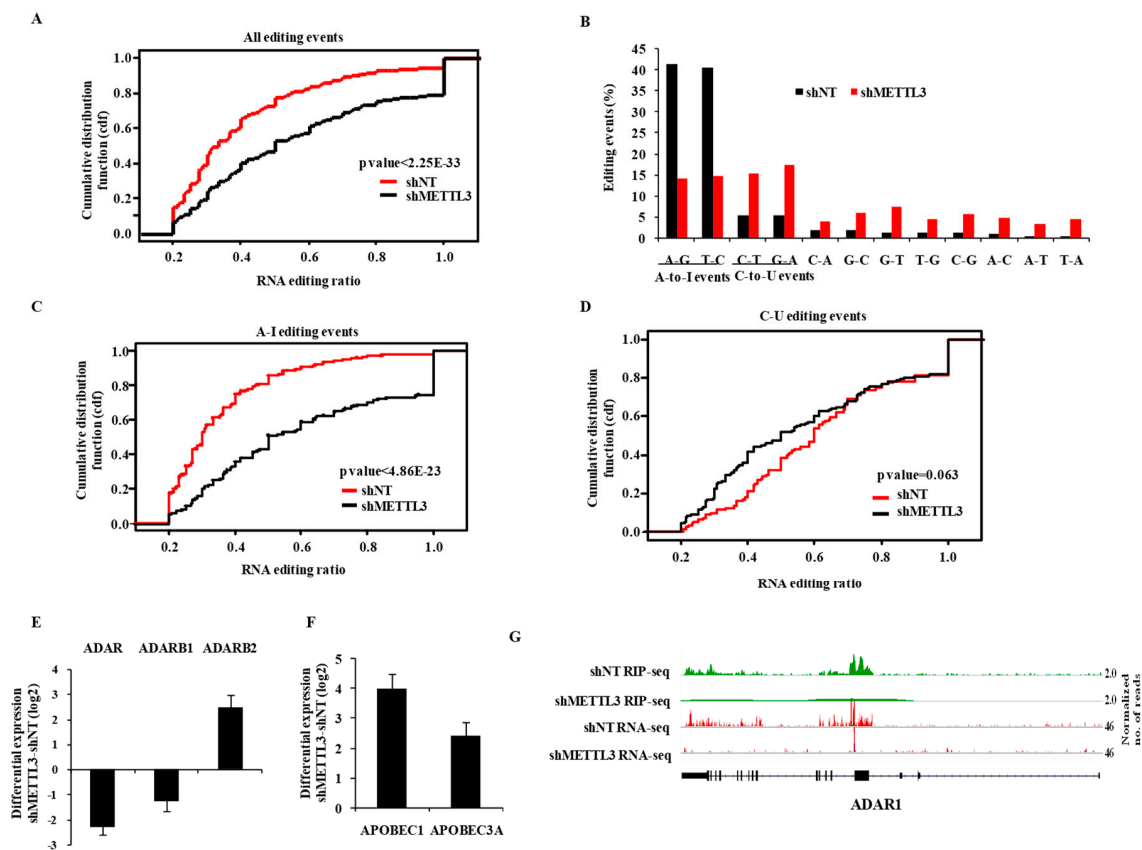 A
All editing events
Cumulative distribution
function (cdf)
1.0
0.8
0.6
0.4
0.2
0.0
p value<2.25E-33
shNT
shMETTL3
0.2 0.4 0.6 0.8 1.0
RNA editing ratio
B
Editing events (%)
45
40
35
30
25
20
15
10
5
0
shNT shMETTL3
A-G T-C C-T G-A C-A G-C G-T T-G C-G A-C A-T T-A
A-to-I events C-to-U events
C
A-I editing events
Cumulative distribution
function (cdf)
1.0
0.8
0.6
0.4
0.2
0.0
p value<4.86E-23
shNT
shMETTL3
0.2 0.4 0.6 0.8 1.0
RNA editing ratio
D
C-U editing events
Cumulative distribution
function (cdf)
1.0
0.8
0.6
0.4
0.2
0.0
p value=0.063
shNT
shMETTL3
0.2 0.4 0.6 0.8 1.0
RNA editing ratio
E
ADAR ADARB1 ADARB2
Differential expression
shMETTL3-shNT (log2)
4
3
2
1
0
-1
-2
-3
F
Differential expression
shMETTL3-shNT (log2)
5
4
3
2
1
0
APOBEC1 APOBEC3A
G
shNT RIP-seq 2.0
shMETTL3 RIP-seq 2.0
shNT RNA-seq 46
shMETTL3 RNA-seq 46
Normalized
no. of reads
ADAR1